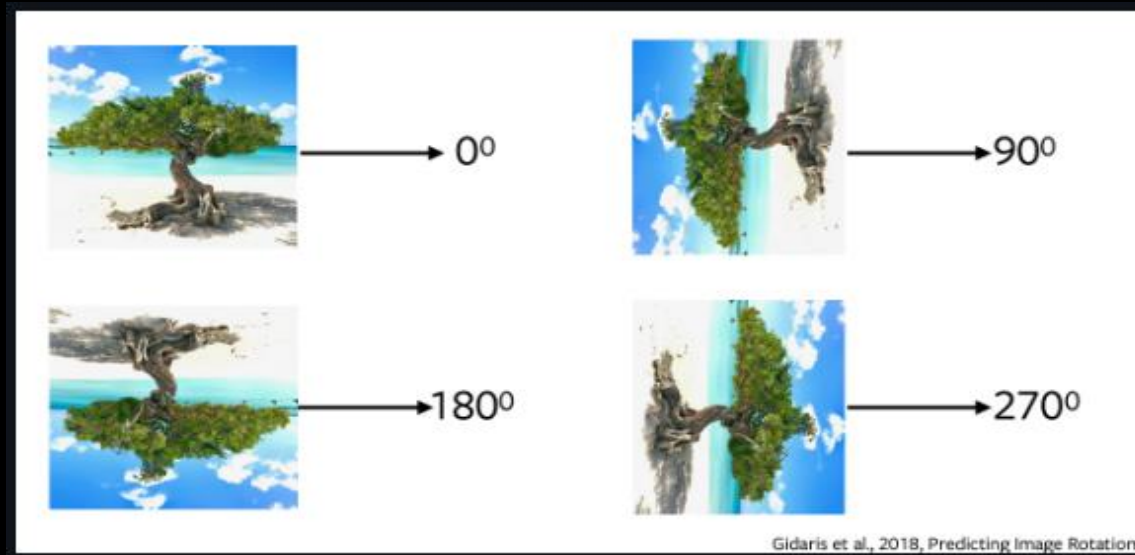 0⁰
90⁰
180⁰
270⁰
Gidaris et al., 2018, Predicting Image Rotation